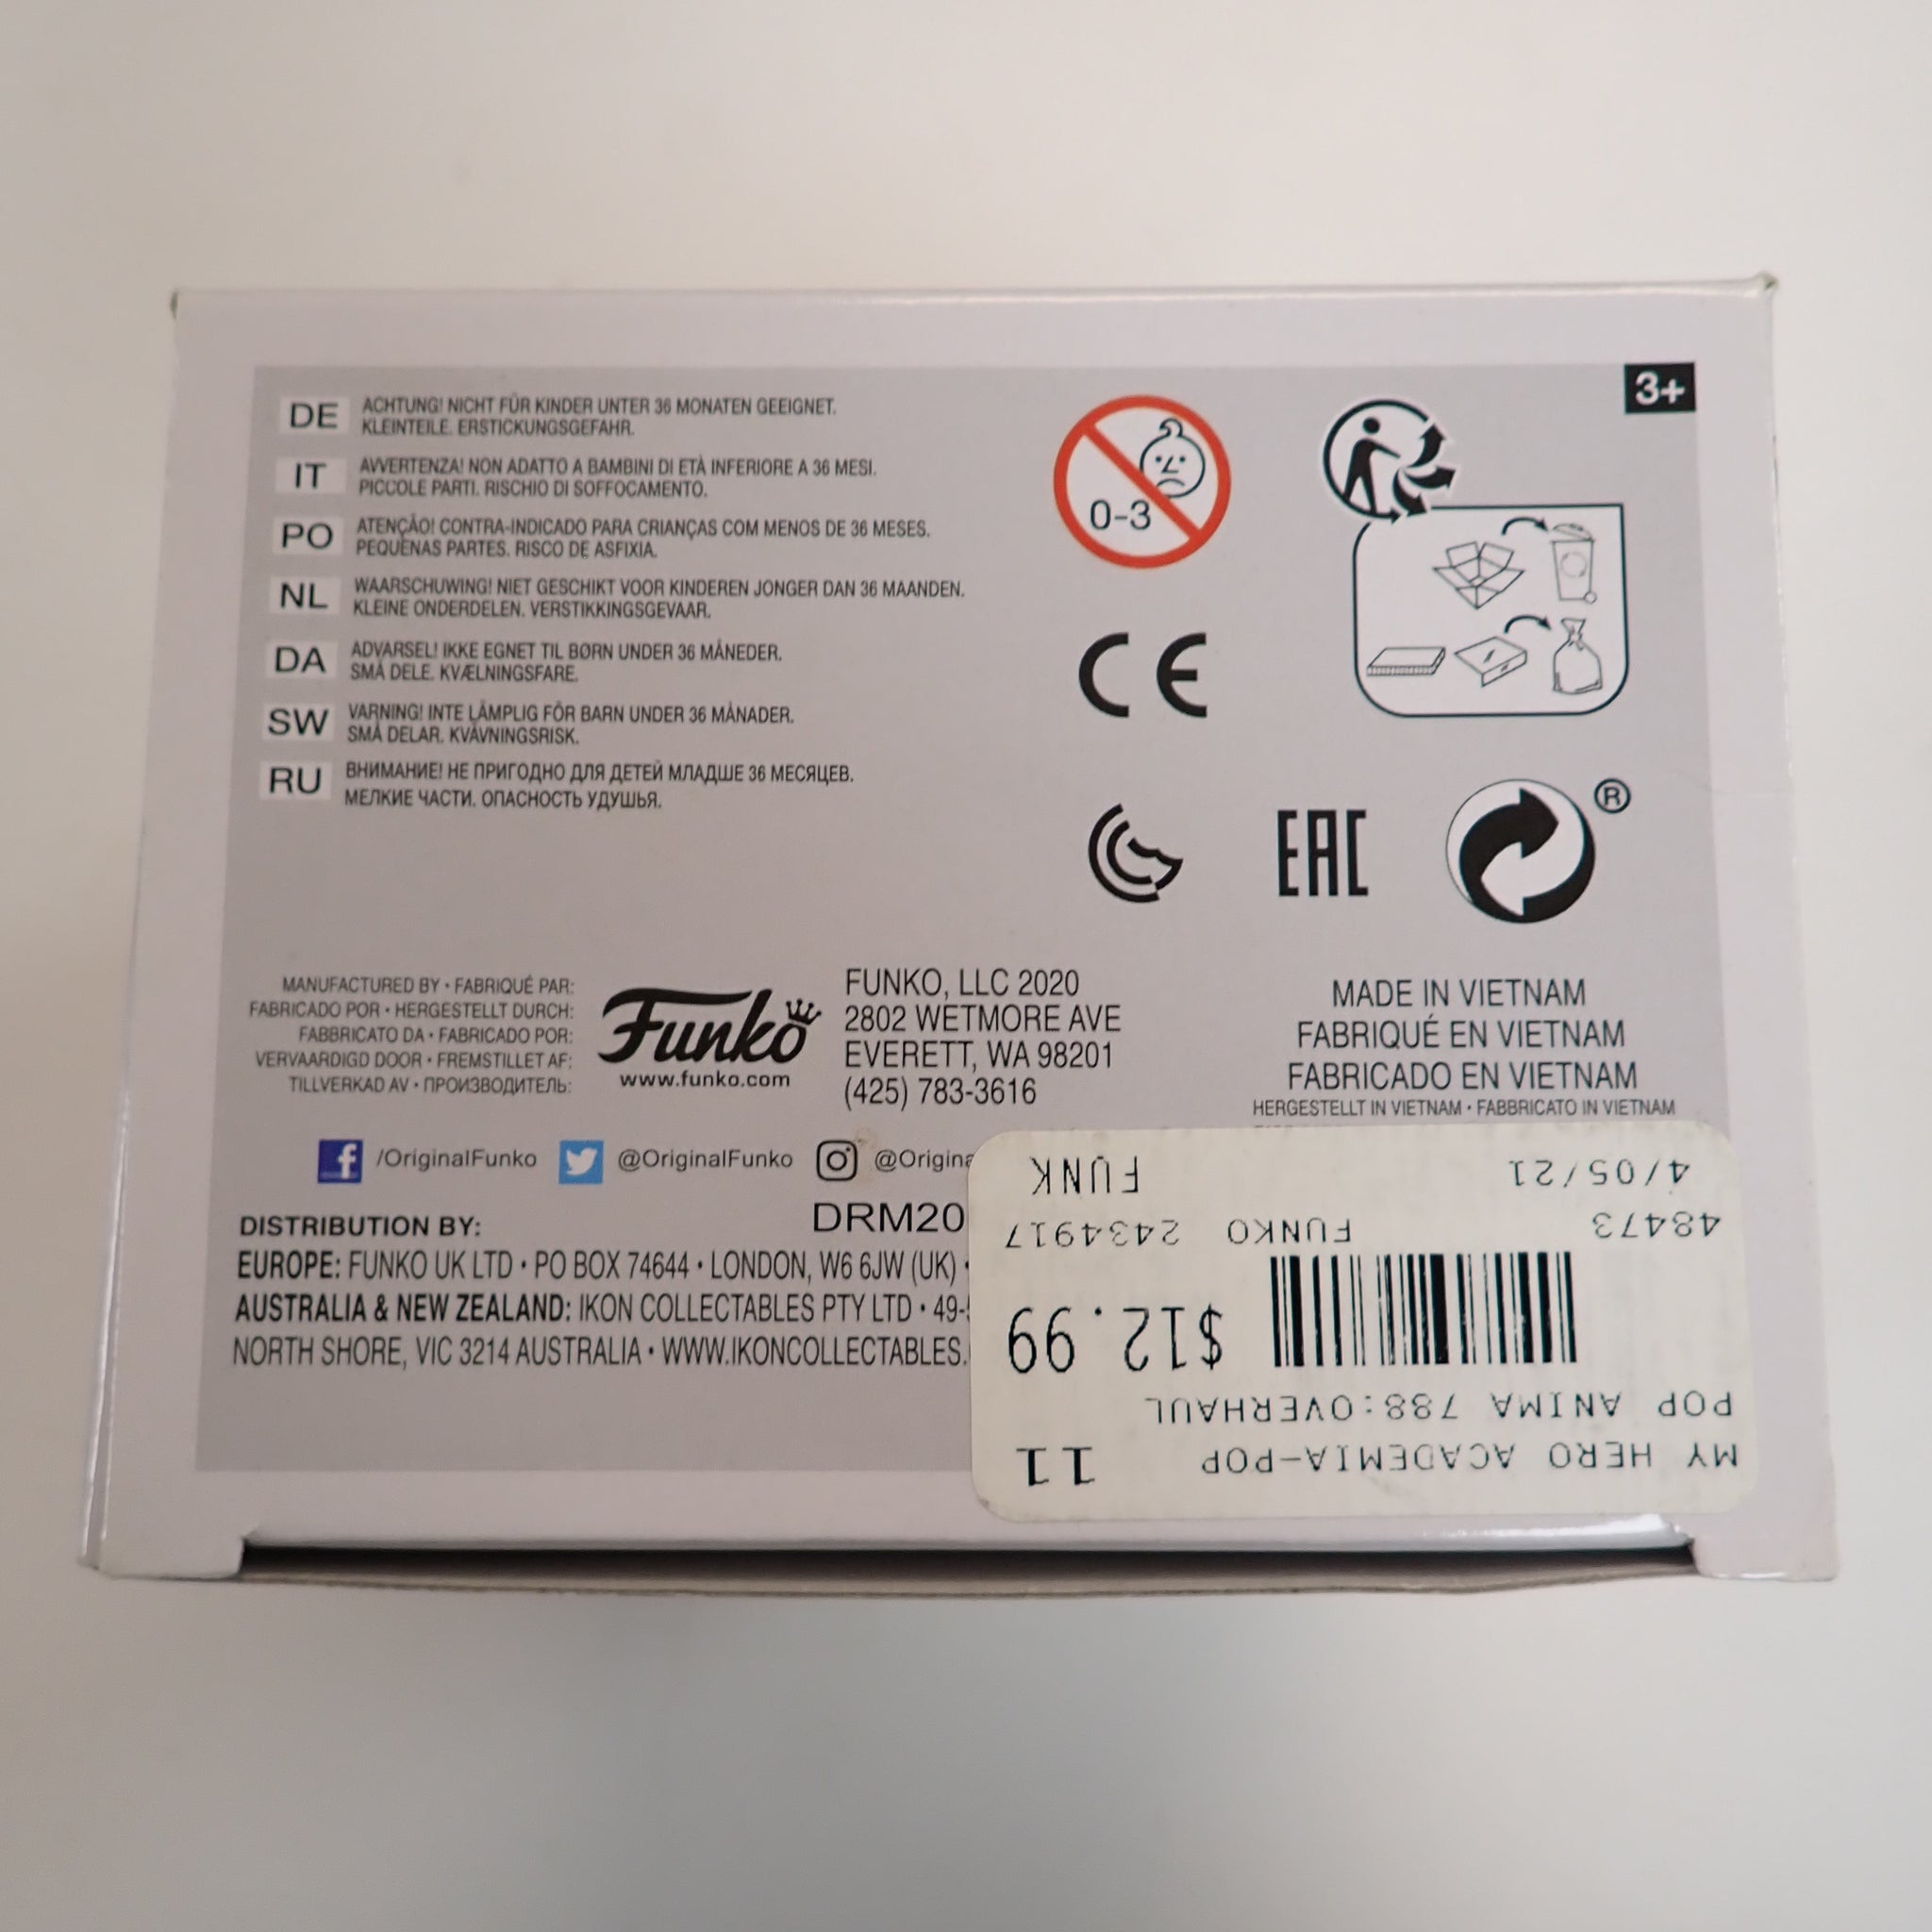 3+
DE
ACHTUNG! NICHT FÜR KINDER UNTER 36 MONATEN GEEIGNET.
KLEINTEILE. ERSTICKUNGSGEFAHR.
IT
AVVERTENZA! NON ADATTO A BAMBINI DI ETÀ INFERIORE A 36 MESI.
PICCOLE PARTI. RISCHIO DI SOFFOCAMENTO.
PO
ATENÇÃO! CONTRA-INDICADO PARA CRIANÇAS COM MENOS DE 36 MESES.
PEQUENAS PARTES. RISCO DE ASFIXIA.
NL
WAARSCHUWING! NIET GESCHIKT VOOR KINDEREN JONGER DAN 36 MAANDEN.
KLEINE ONDERDELEN. VERSTIKKINGSGEVAAR.
DA
ADVARSEL! IKKE EGNET TIL BØRN UNDER 36 MÅNEDER.
SMÅ DELE. KVÆLNINGSFARE.
SW
VARNING! INTE LÄMPLIG FÖR BARN UNDER 36 MÅNADER.
SMÅ DELAR. KVÄVNINGSRISK.
RU
ВНИМАНИЕ! НЕ ПРИГОДНО ДЛЯ ДЕТЕЙ МЛАДШЕ 36 МЕСЯЦЕВ.
МЕЛКИЕ ЧАСТИ. ОПАСНОСТЬ УДУШЬЯ.
0-3
CE
EAC
®
MANUFACTURED BY • FABRIQUÉ PAR:
FABRICADO POR • HERGESTELLT DURCH:
FABBRICATO DA • FABRICADO POR:
VERVAARDIGD DOOR • FREMSTILLET AF:
TILLVERKAD AV • ПРОИЗВОДИТЕЛЬ:
Funko
www.funko.com
FUNKO, LLC 2020
2802 WETMORE AVE
EVERETT, WA 98201
(425) 783-3616
MADE IN VIETNAM
FABRIQUÉ EN VIETNAM
FABRICADO EN VIETNAM
HERGESTELLT IN VIETNAM • FABBRICATO IN VIETNAM
/OriginalFunko @OriginalFunko @Origina
DRM20
DISTRIBUTION BY:
EUROPE: FUNKO UK LTD • PO BOX 74644 • LONDON, W6 6JW (UK) •
AUSTRALIA & NEW ZEALAND: IKON COLLECTABLES PTY LTD • 49-
NORTH SHORE, VIC 3214 AUSTRALIA • WWW.IKONCOLLECTABLES.
MY HERO ACADEMIA-POP 11
POP ANIMA 788:OVERHAUL
$12.99
48473 FUNKO 2434917
4/05/21 FUNK